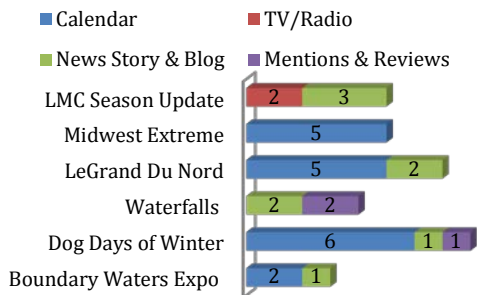 Calendar TV/Radio
News Story & Blog Mentions & Reviews
LMC Season Update 2 3
Midwest Extreme 5
LeGrand Du Nord 5 2
Waterfalls 2 2
Dog Days of Winter 6 1 1
Boundary Waters Expo 2 1